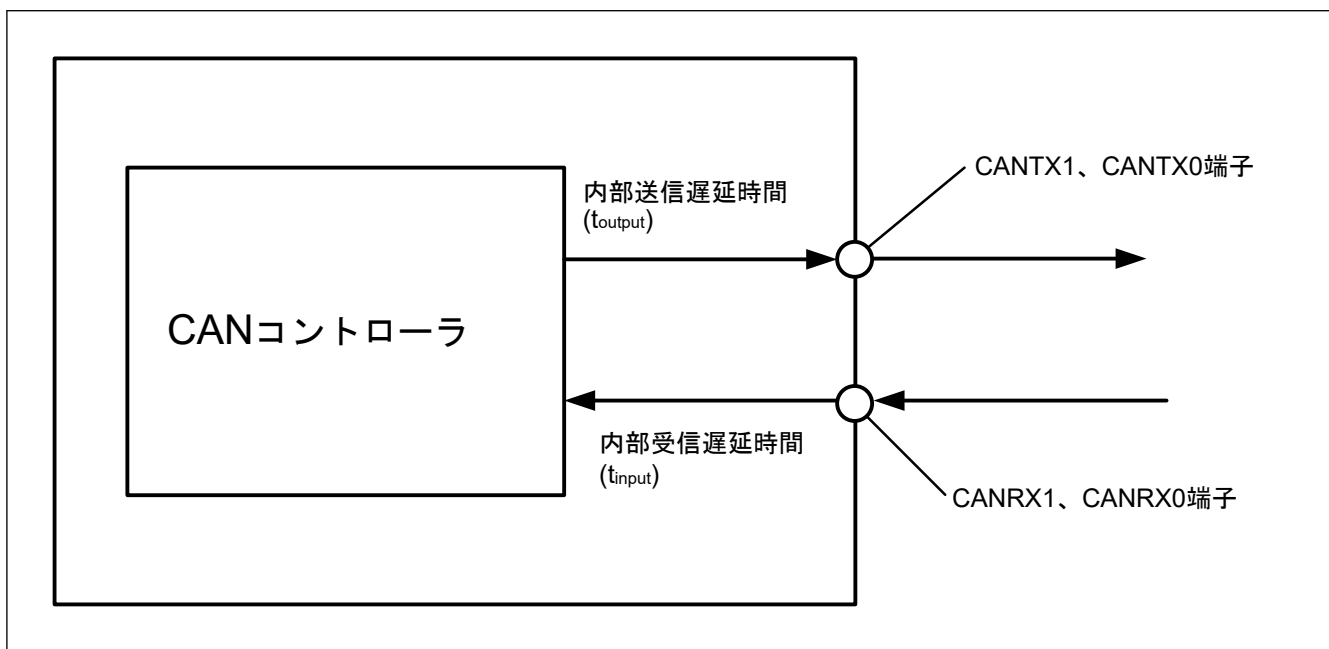 CANTX1、CANTX0端子
内部送信遅延時間
(toutput)
CANコントローラ
内部受信遅延時間
(tinput)
CANRX1、CANRX0端子